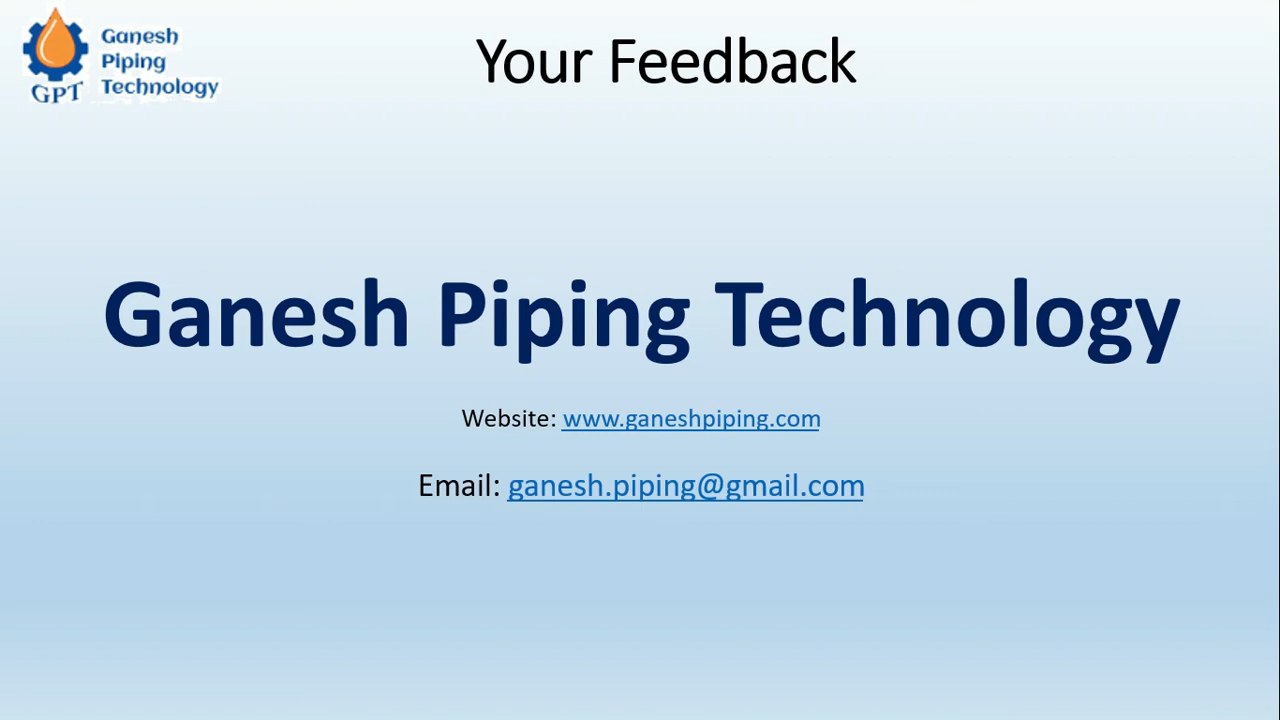 Ganesh
Piping
Technology
GPT
Your Feedback
Ganesh Piping Technology
Website: www.ganeshpiping.com
Email: ganesh.piping@gmail.com